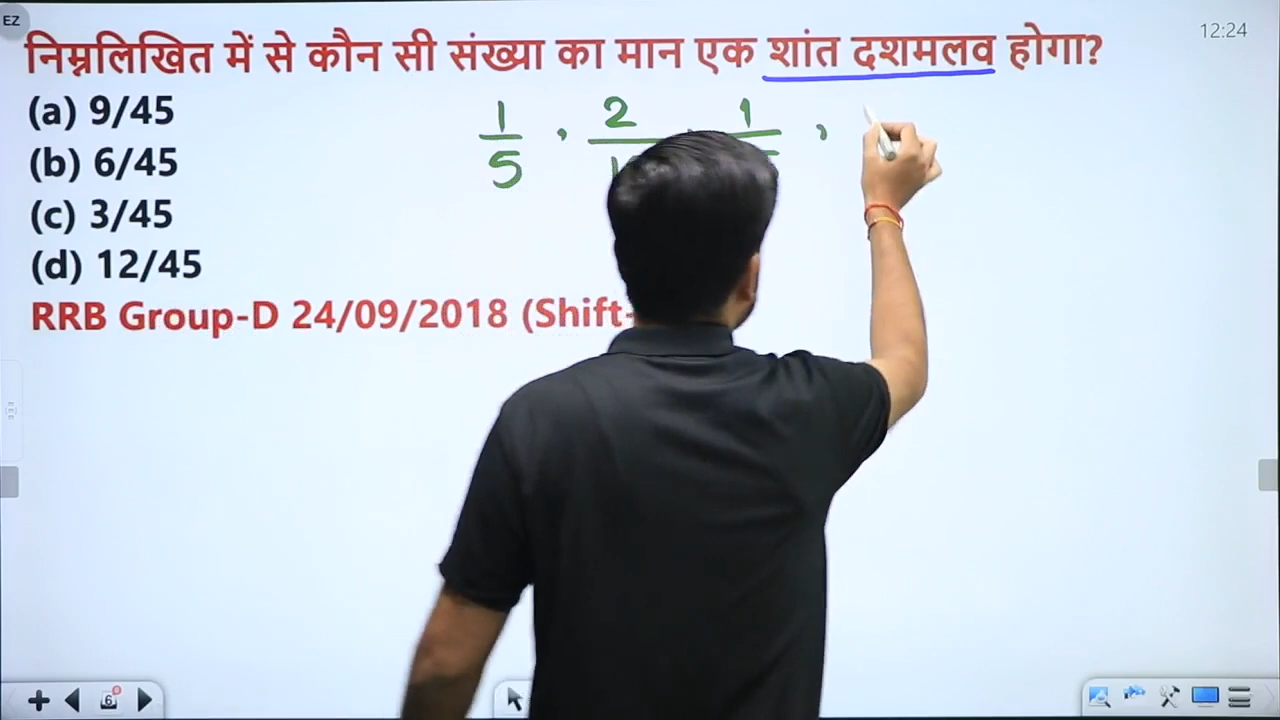 EZ
12:24
निम्नलिखित में से कौन सी संख्या का मान एक शांत दशमलव होगा?
(a) 9/45
(b) 6/45
(c) 3/45
(d) 12/45
1/5 , 2/ 1/ ,
RRB Group-D 24/09/2018 (Shift-
6